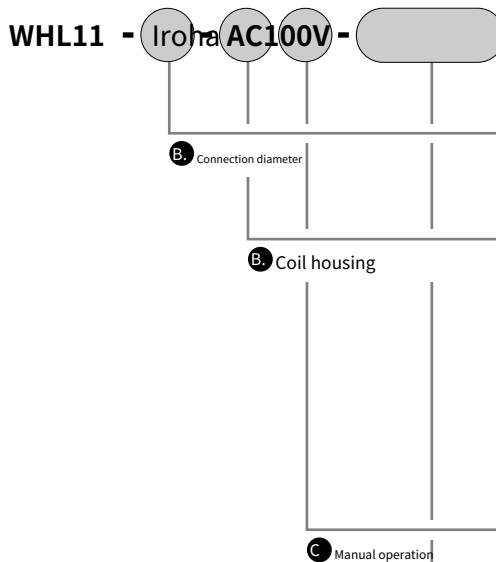 WHL11 - Iroha - AC100V -
B. Connection diameter
B. Coil housing
C Manual operation